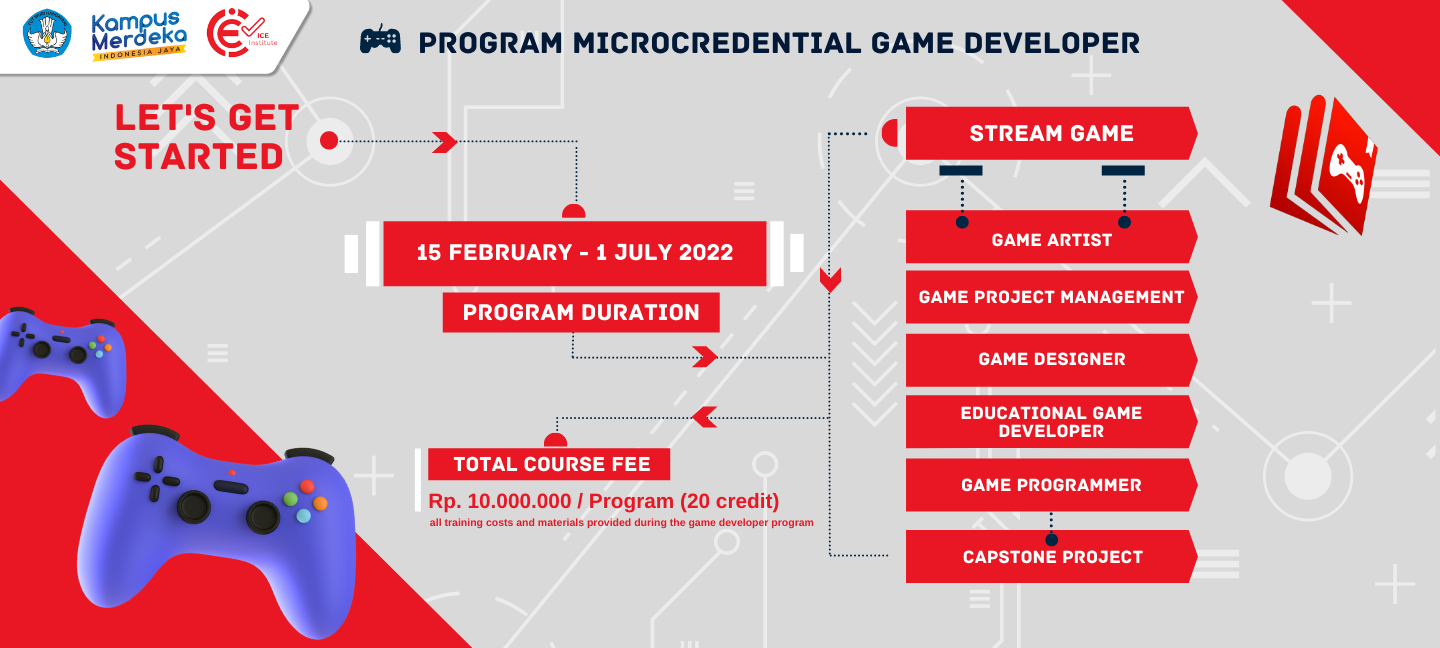 Kampus
Merdeka
INDONESIA JAYA
ICE
Institute
PROGRAM MICROCREDENTIAL GAME DEVELOPER
LET'S GET
STARTED
15 FEBRUARY - 1 JULY 2022
PROGRAM DURATION
TOTAL COURSE FEE
Rp. 10.000.000 / Program (20 credit)
all training costs and materials provided during the game developer program
STREAM GAME
GAME ARTIST
GAME PROJECT MANAGEMENT
GAME DESIGNER
EDUCATIONAL GAME
DEVELOPER
GAME PROGRAMMER
CAPSTONE PROJECT